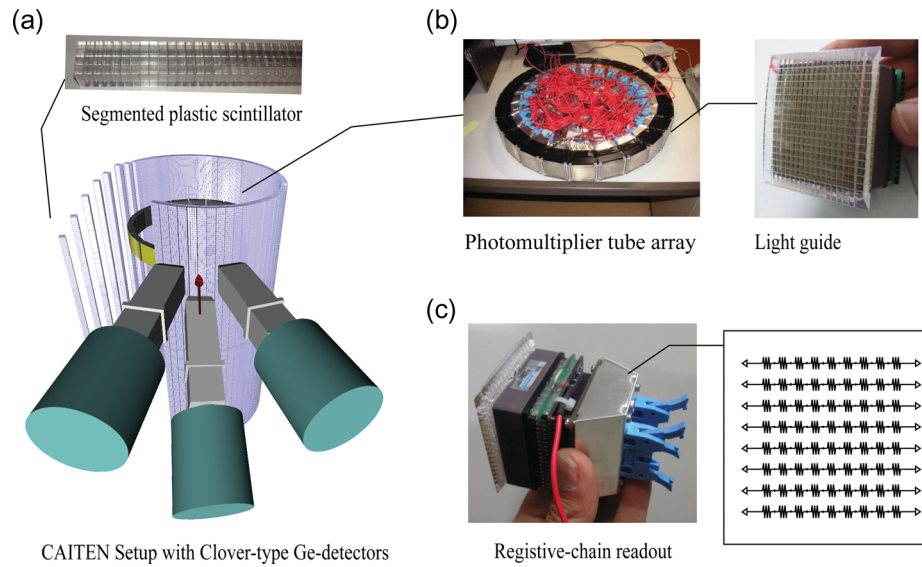 (a)
Segmented plastic scintillator
CAITEN Setup with Clover-type Ge-detectors
(b)
Photomultiplier tube array
Light guide
(c)
Registive-chain readout